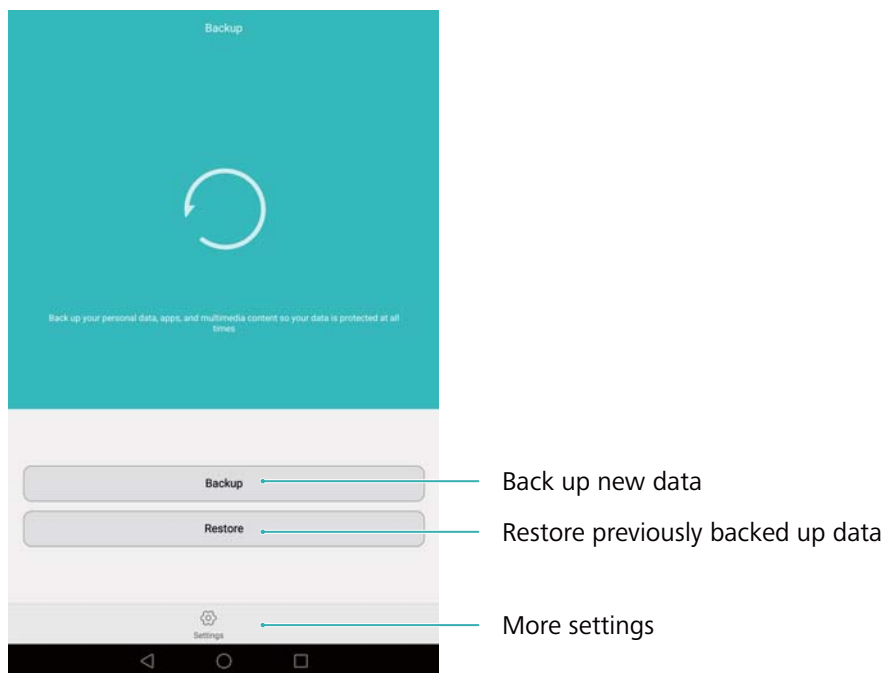 Backup
Back up your personal data, apps, and multimedia content so your data is protected at all
times
Backup
Back up new data
Restore
Restore previously backed up data
Settings
More settings